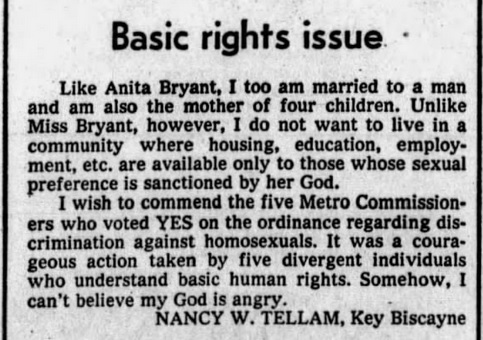 Basic rights issue
Like Anita Bryant, I too am married to a man
and am also the mother of four children. Unlike
Miss Bryant, however, I do not want to live in a
community where housing, education, employ-
ment, etc. are available only to those whose sexual
preference is sanctioned by her God.
I wish to commend the five Metro Commission-
ers who voted YES on the ordinance regarding dis-
crimination against homosexuals. It was a coura-
geous action taken by five divergent individuals
who understand basic human rights. Somehow, I
can't believe my God is angry.
NANCY W. TELLAM, Key Biscayne